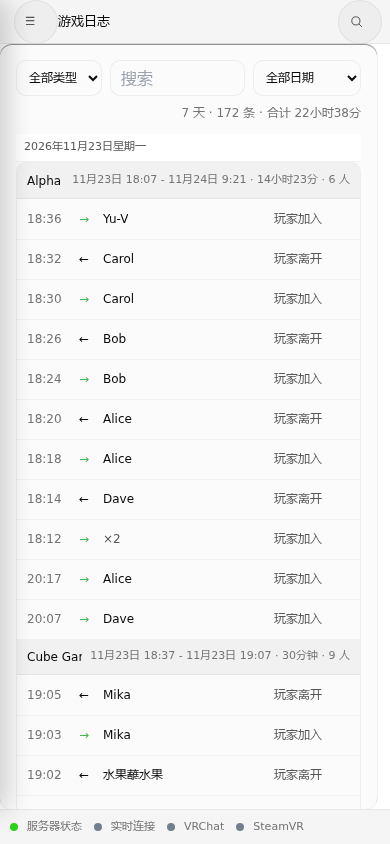 ☰ 游戏日志
全部类型 搜索 全部日期
7 天 · 172 条 · 合计 22小时38分
2026年11月23日星期一
Alpha 11月23日 18:07 - 11月24日 9:21 · 14小时23分 · 6 人
18:36 → Yu-V 玩家加入
18:32 ← Carol 玩家离开
18:30 → Carol 玩家加入
18:26 ← Bob 玩家离开
18:24 → Bob 玩家加入
18:20 ← Alice 玩家离开
18:18 → Alice 玩家加入
18:14 ← Dave 玩家离开
18:12 → ×2 玩家加入
20:17 → Alice 玩家加入
20:07 → Dave 玩家加入
Cube Gar 11月23日 18:37 - 11月23日 19:07 · 30分钟 · 9 人
19:05 ← Mika 玩家离开
19:03 → Mika 玩家加入
19:02 ← 水果蘸水果 玩家离开
服务器状态 实时连接 VRChat SteamVR